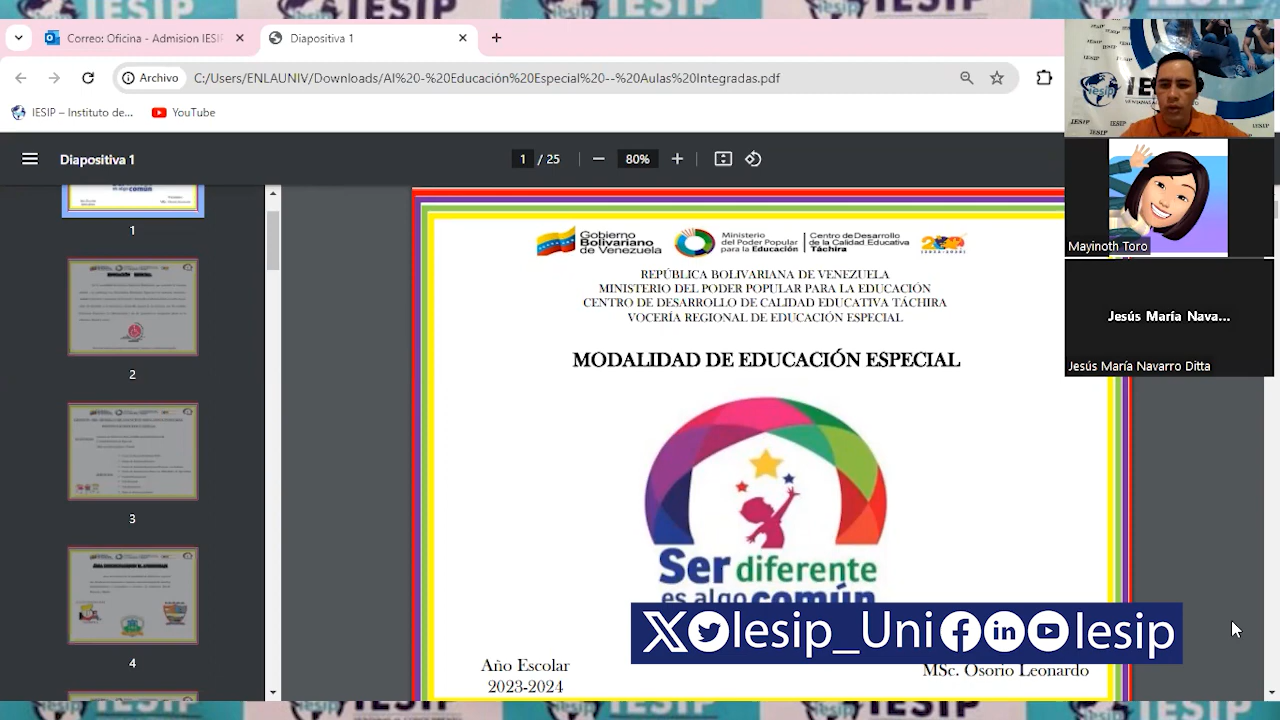 Correo: Oficina - Admision IESI
Diapositiva 1
Archivo
C:/Users/ENLAUNIV/Downloads/AI%20-%20Educación%20Especial%20--%20Aulas%20Integradas.pdf
IESIP – Instituto de...
YouTube
Diapositiva 1
1 / 25
80%
1
2
3
4
Gobierno
Bolivariano
de Venezuela
Ministerio
del Poder Popular
para la Educación
Centro de Desarrollo
de la Calidad Educativa
Táchira
REPÚBLICA BOLIVARIANA DE VENEZUELA
MINISTERIO DEL PODER POPULAR PARA LA EDUCACIÓN
CENTRO DE DESARROLLO DE CALIDAD EDUCATIVA TÁCHIRA
VOCERÍA REGIONAL DE EDUCACIÓN ESPECIAL
MODALIDAD DE EDUCACIÓN ESPECIAL
Ser diferente
es algo común
Iesip_Uni
Iesip
Año Escolar
2023-2024
MSc. Osorio Leonardo
Mayinoth Toro
Jesús María Nava...
Jesús María Navarro Ditta
IESIP